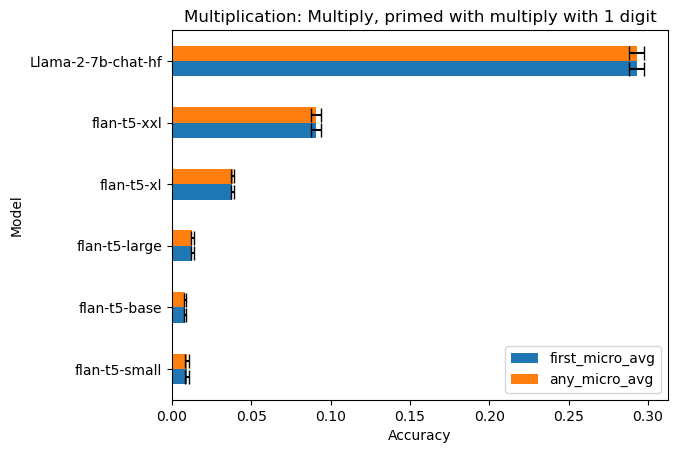 Multiplication: Multiply, primed with multiply with 1 digit
Llama-2-7b-chat-hf
flan-t5-xxl
flan-t5-xl
flan-t5-large
flan-t5-base
flan-t5-small
Model
first_micro_avg
any_micro_avg
0.00 0.05 0.10 0.15 0.20 0.25 0.30
Accuracy